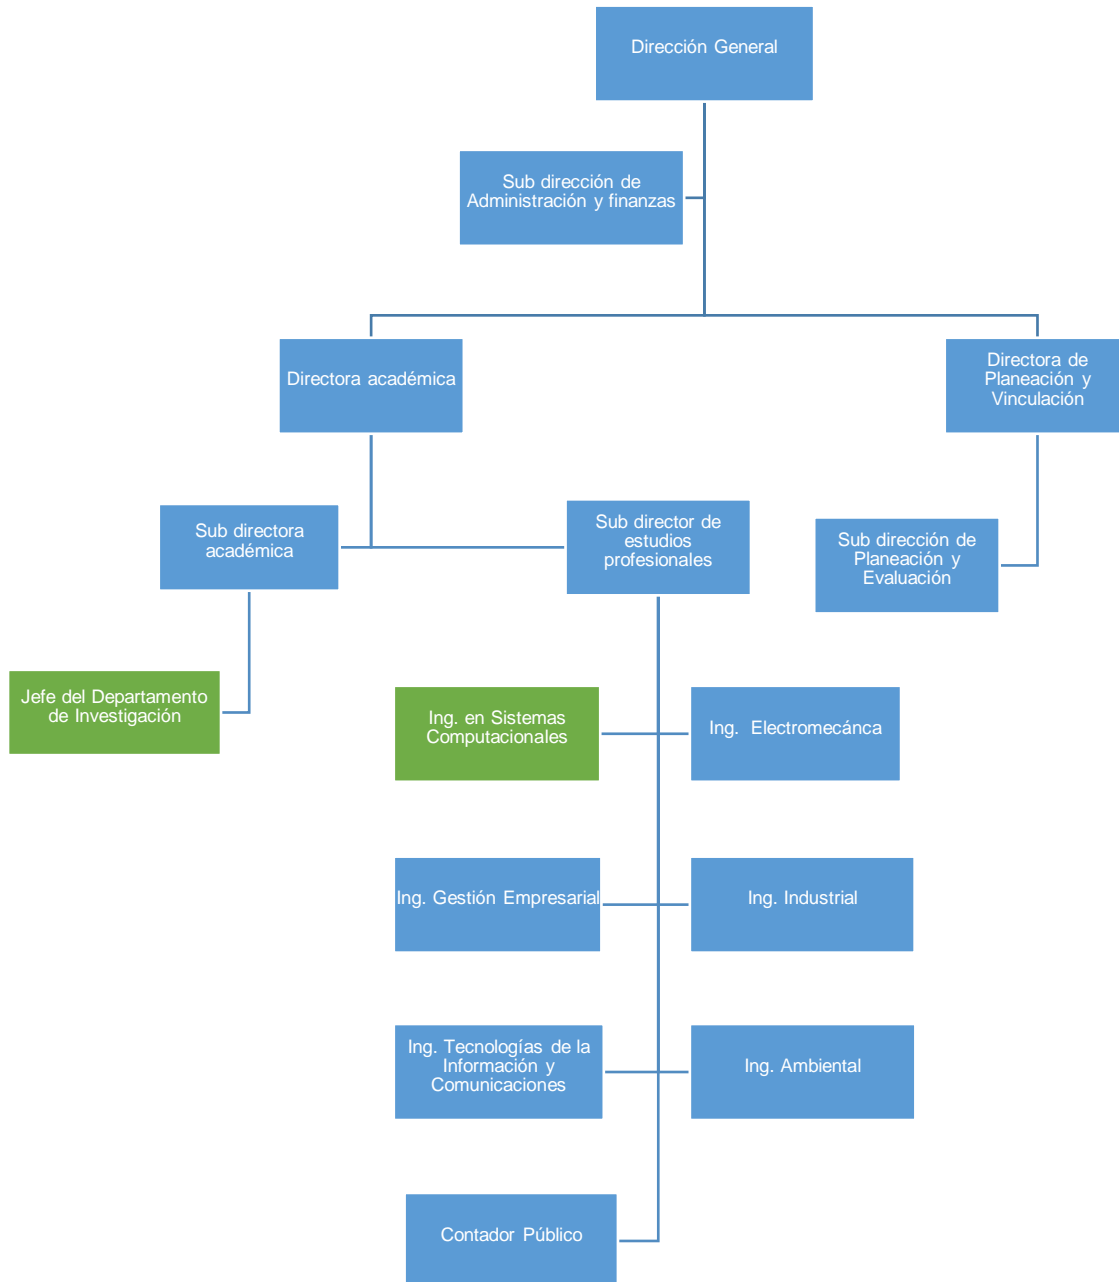 Dirección General
Sub dirección de
Administración y finanzas
Directora académica
Directora de
Planeación y
Vinculación
Sub directora
académica
Sub director de
estudios
profesionales
Sub dirección de
Planeación y
Evaluación
Jefe del Departamento
de Investigación
Ing. en Sistemas
Computacionales
Ing. Electromecánca
Ing. Gestión Empresarial
Ing. Industrial
Ing. Tecnologías de la
Información y
Comunicaciones
Ing. Ambiental
Contador Público